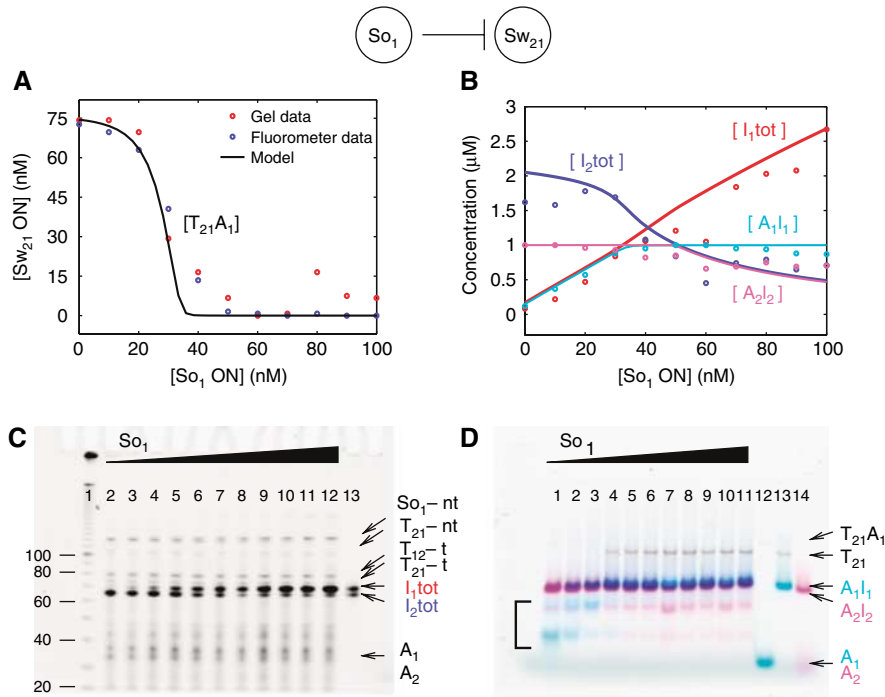 So1 Sw21
A
[Sw21 ON] (nM)
75
60
45
30
15
0
Gel data
Fluorometer data
Model
[T21A1]
0 20 40 60 80 100
[So1 ON] (nM)
B
Concentration (μM)
3
2.5
2
1.5
1
0.5
0
[ I1tot ]
[ I2tot ]
[ A1I1 ]
[ A2I2 ]
0 20 40 60 80 100
[So1 ON] (nM)
C
So1
1 2 3 4 5 6 7 8 9 10 11 12 13
100
80
60
40
20
So1– nt
T21– nt
T12– t
T21– t
I1tot
I2tot
A1
A2
D
So1
1 2 3 4 5 6 7 8 9 10 11 12 13 14
T21A1
T21
A1I1
A2I2
A1
A2